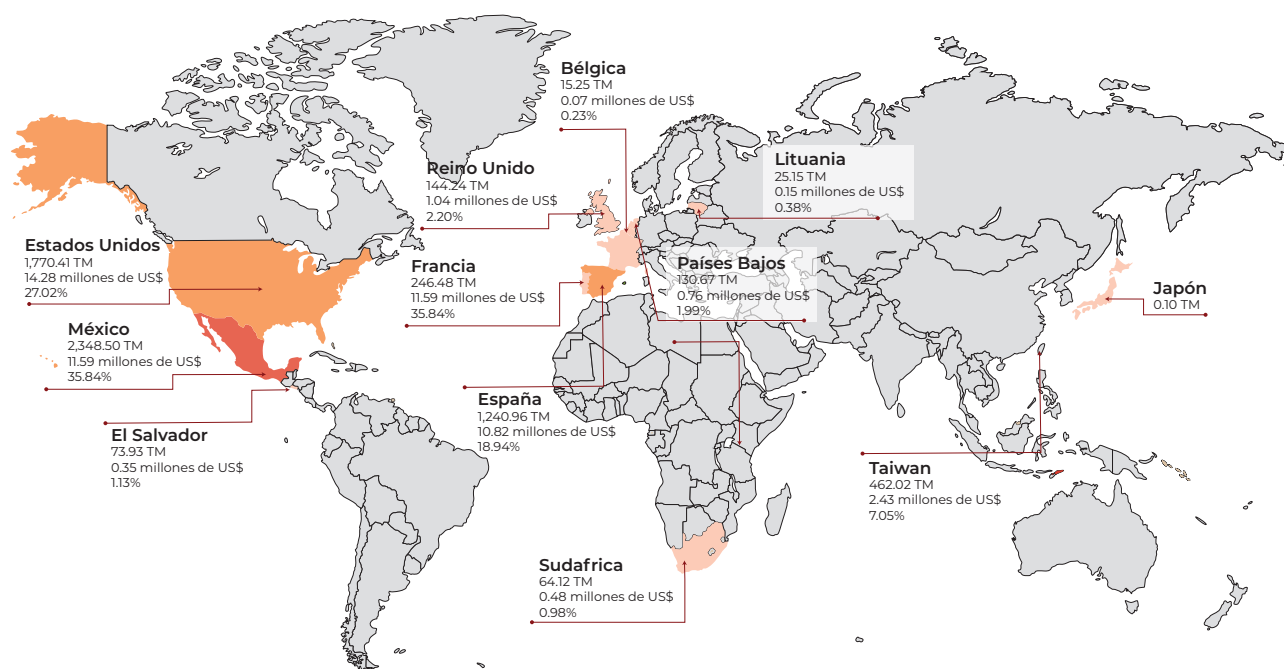 Bélgica
15.25 TM
0.07 millones de US$
0.23%
Reino Unido
144.24 TM
1.04 millones de US$
2.20%
Lituania
25.15 TM
0.15 millones de US$
0.38%
Estados Unidos
1,770.41 TM
14.28 millones de US$
27.02%
Francia
246.48 TM
11.59 millones de US$
35.84%
Países Bajos
130.67 TM
0.76 millones de US$
1.99%
Japón
0.10 TM
México
2,348.50 TM
11.59 millones de US$
35.84%
España
1,240.96 TM
10.82 millones de US$
18.94%
El Salvador
73.93 TM
0.35 millones de US$
1.13%
Taiwan
462.02 TM
2.43 millones de US$
7.05%
Sudafrica
64.12 TM
0.48 millones de US$
0.98%